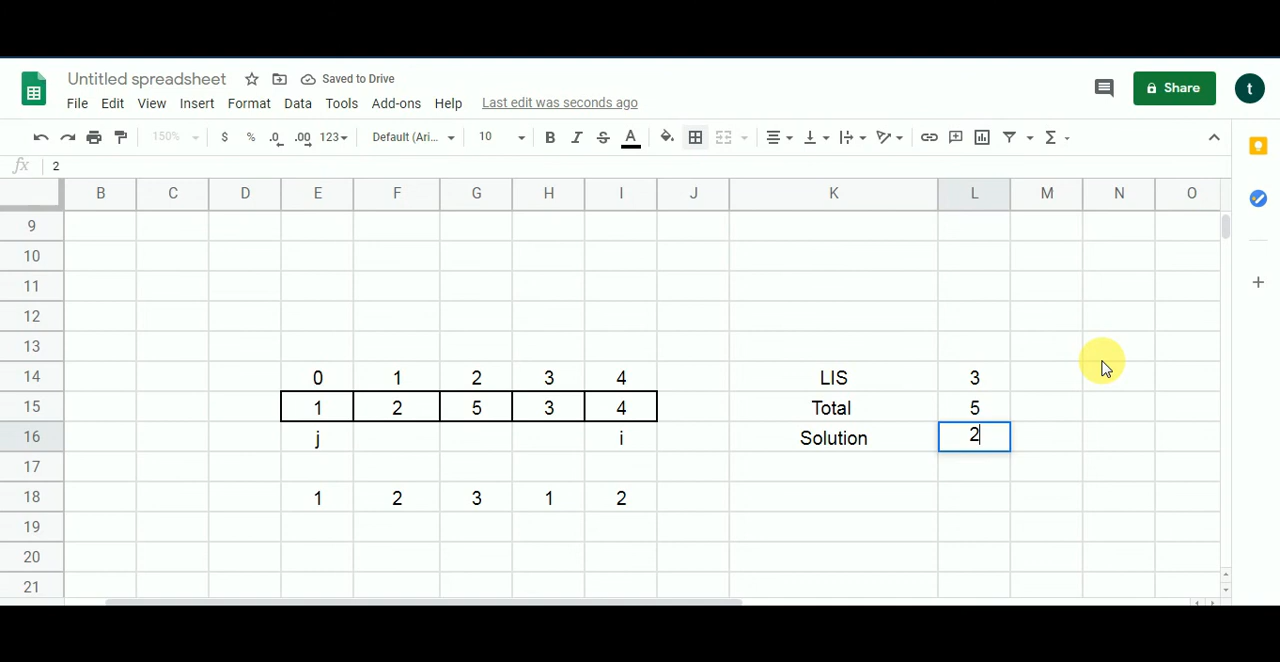 Untitled spreadsheet Saved to Drive
File Edit View Insert Format Data Tools Add-ons Help Last edit was seconds ago
Share t
150% $ % .0 .00 123 Default (Ari... 10 B I S A
fx 2
B C D E F G H I J K L M N O
9
10
11
12
13
14 0 1 2 3 4 LIS 3
15 1 2 5 3 4 Total 5
16 j i Solution 2
17
18 1 2 3 1 2
19
20
21